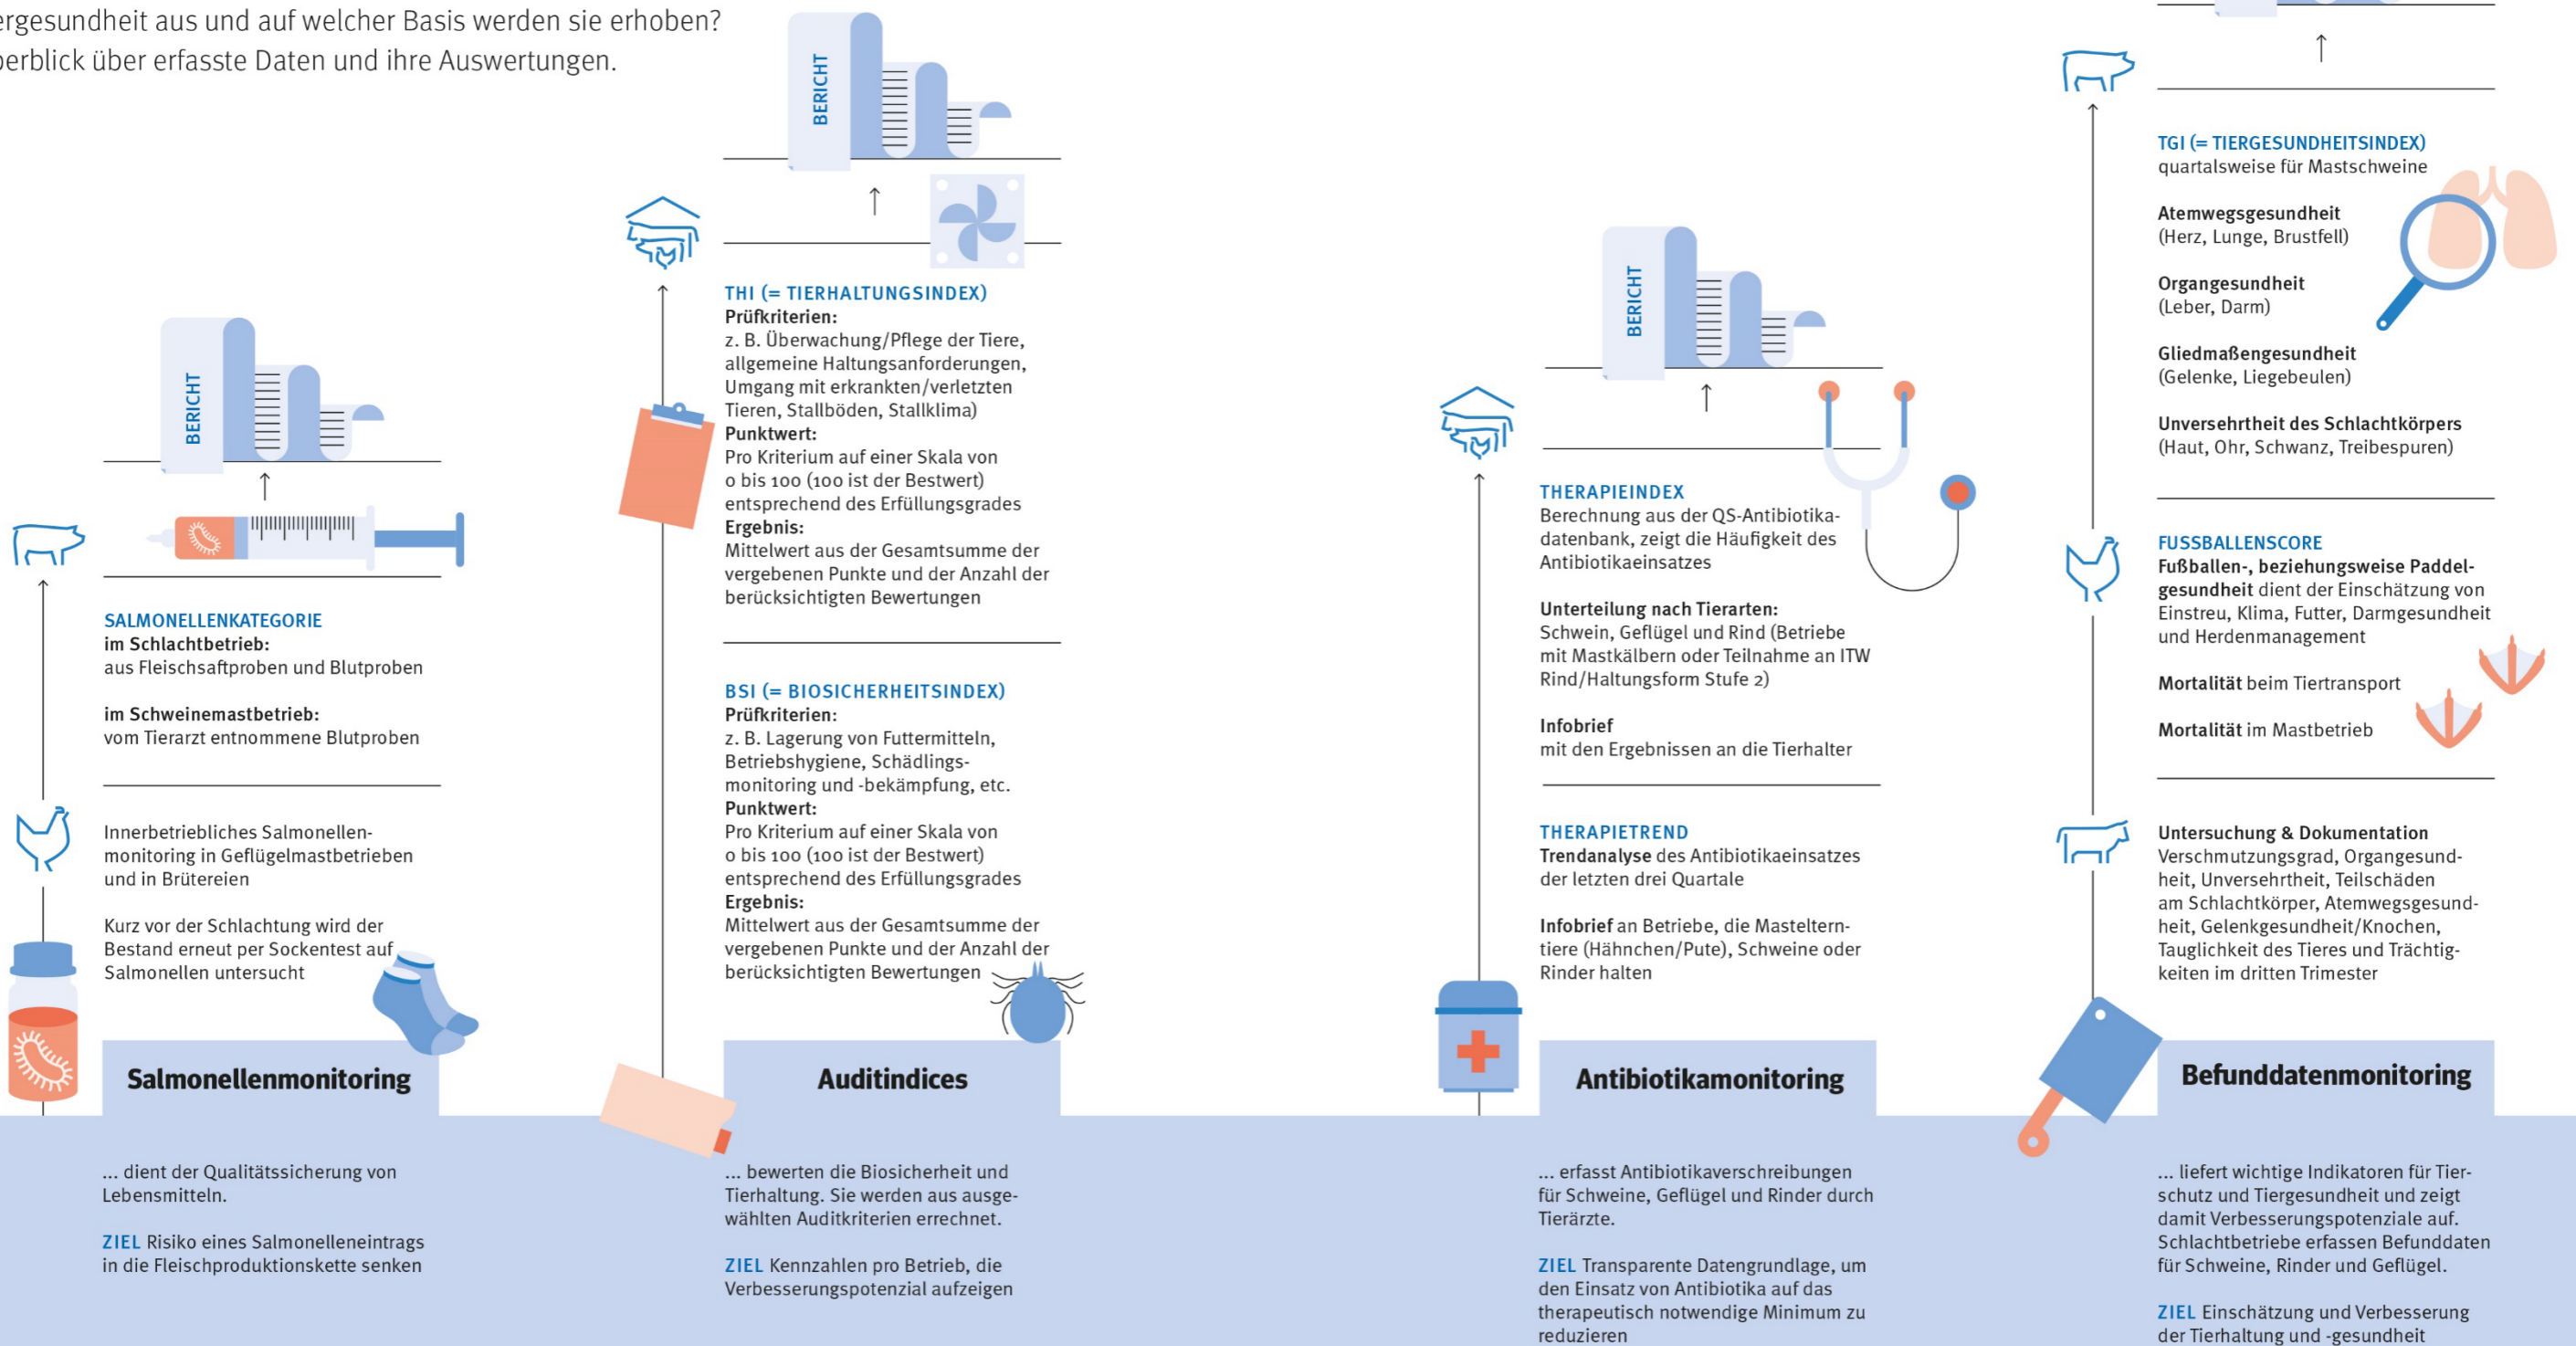 ergesundheit aus und auf welcher Basis werden sie erhoben?
berblick über erfasste Daten und ihre Auswertungen.
BERICHT
SALMONELLENKATEGORIE
im Schlachtbetrieb:
aus Fleischsaftproben und Blutproben
im Schweinemastbetrieb:
vom Tierarzt entnommene Blutproben
Innerbetriebliches Salmonellen-
monitoring in Geflügelmastbetrieben
und in Brütereien
Kurz vor der Schlachtung wird der
Bestand erneut per Sockentest auf
Salmonellen untersucht
Salmonellenmonitoring
... dient der Qualitätssicherung von
Lebensmitteln.
ZIEL Risiko eines Salmonelleneintrags
in die Fleischproduktionskette senken
BERICHT
THI (= TIERHALTUNGSINDEX)
Prüfkriterien:
z. B. Überwachung/Pflege der Tiere,
allgemeine Haltungsanforderungen,
Umgang mit erkrankten/verletzten
Tieren, Stallböden, Stallklima)
Punktwert:
Pro Kriterium auf einer Skala von
0 bis 100 (100 ist der Bestwert)
entsprechend des Erfüllungsgrades
Ergebnis:
Mittelwert aus der Gesamtsumme der
vergebenen Punkte und der Anzahl der
berücksichtigten Bewertungen
BSI (= BIOSICHERHEITSINDEX)
Prüfkriterien:
z. B. Lagerung von Futtermitteln,
Betriebshygiene, Schädlings-
monitoring und -bekämpfung, etc.
Punktwert:
Pro Kriterium auf einer Skala von
0 bis 100 (100 ist der Bestwert)
entsprechend des Erfüllungsgrades
Ergebnis:
Mittelwert aus der Gesamtsumme der
vergebenen Punkte und der Anzahl der
berücksichtigten Bewertungen
Auditindices
... bewerten die Biosicherheit und
Tierhaltung. Sie werden aus ausge-
wählten Auditkriterien errechnet.
ZIEL Kennzahlen pro Betrieb, die
Verbesserungspotenzial aufzeigen
BERICHT
THERAPIEINDEX
Berechnung aus der QS-Antibiotika-
datenbank, zeigt die Häufigkeit des
Antibiotikaeinsatzes
Unterteilung nach Tierarten:
Schwein, Geflügel und Rind (Betriebe
mit Mastkälbern oder Teilnahme an ITW
Rind/Haltungsform Stufe 2)
Infobrief
mit den Ergebnissen an die Tierhalter
THERAPIETREND
Trendanalyse des Antibiotikaeinsatzes
der letzten drei Quartale
Infobrief an Betriebe, die Masteltern-
tiere (Hähnchen/Pute), Schweine oder
Rinder halten
Antibiotikamonitoring
... erfasst Antibiotikaverschreibungen
für Schweine, Geflügel und Rinder durch
Tierärzte.
ZIEL Transparente Datengrundlage, um
den Einsatz von Antibiotika auf das
therapeutisch notwendige Minimum zu
reduzieren
TGI (= TIERGESUNDHEITSINDEX)
quartalsweise für Mastschweine
Atemwegsgesundheit
(Herz, Lunge, Brustfell)
Organgesundheit
(Leber, Darm)
Gliedmaßengesundheit
(Gelenke, Liegebeulen)
Unversehrtheit des Schlachtkörpers
(Haut, Ohr, Schwanz, Treibespuren)
FUSSBALLENSCORE
Fußballen-, beziehungsweise Paddel-
gesundheit dient der Einschätzung von
Einstreu, Klima, Futter, Darmgesundheit
und Herdenmanagement
Mortalität beim Tiertransport
Mortalität im Mastbetrieb
Untersuchung & Dokumentation
Verschmutzungsgrad, Organgesund-
heit, Unversehrtheit, Teilschäden
am Schlachtkörper, Atemwegsgesund-
heit, Gelenkgesundheit/Knochen,
Tauglichkeit des Tieres und Trächtig-
keiten im dritten Trimester
Befunddatenmonitoring
... liefert wichtige Indikatoren für Tier-
schutz und Tiergesundheit und zeigt
damit Verbesserungspotenziale auf.
Schlachtbetriebe erfassen Befunddaten
für Schweine, Rinder und Geflügel.
ZIEL Einschätzung und Verbesserung
der Tierhaltung und -gesundheit